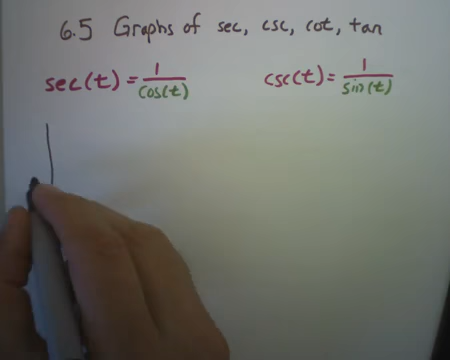 6.5 Graphs of sec, csc, cot, tan
sec(t) = 1/cos(t) csc(t) = 1/sin(t)